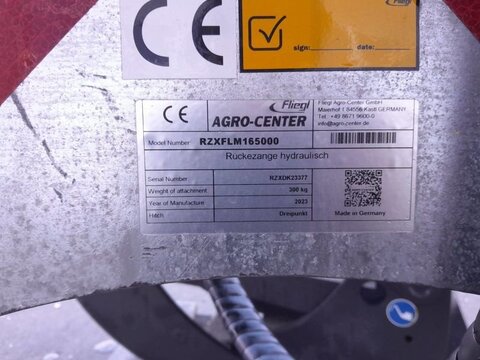 CE
Fliegl
sign.:
date:
CE
Fliegl
AGRO-CENTER
Fliegl Agro-Center GmbH
Maierhof 1, 84556 Kastl GERMANY
Tel.: +49 8671 9600-0
info@agro-center.de
Model Number RZXFLM165000
Rückezange hydraulisch
Serial Number RZXDK23377
Weight of attachment 390 kg
Year of Manufacture 2023
Hitch Dreipunkt
Made in Germany